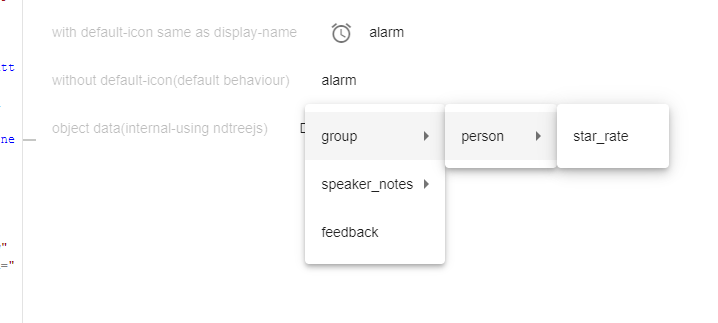 with default-icon same as display-name alarm
tt
without default-icon(default behaviour) alarm
object data(internal-using ndtreejs)
ne
group person star_rate
speaker_notes
feedback
"
="